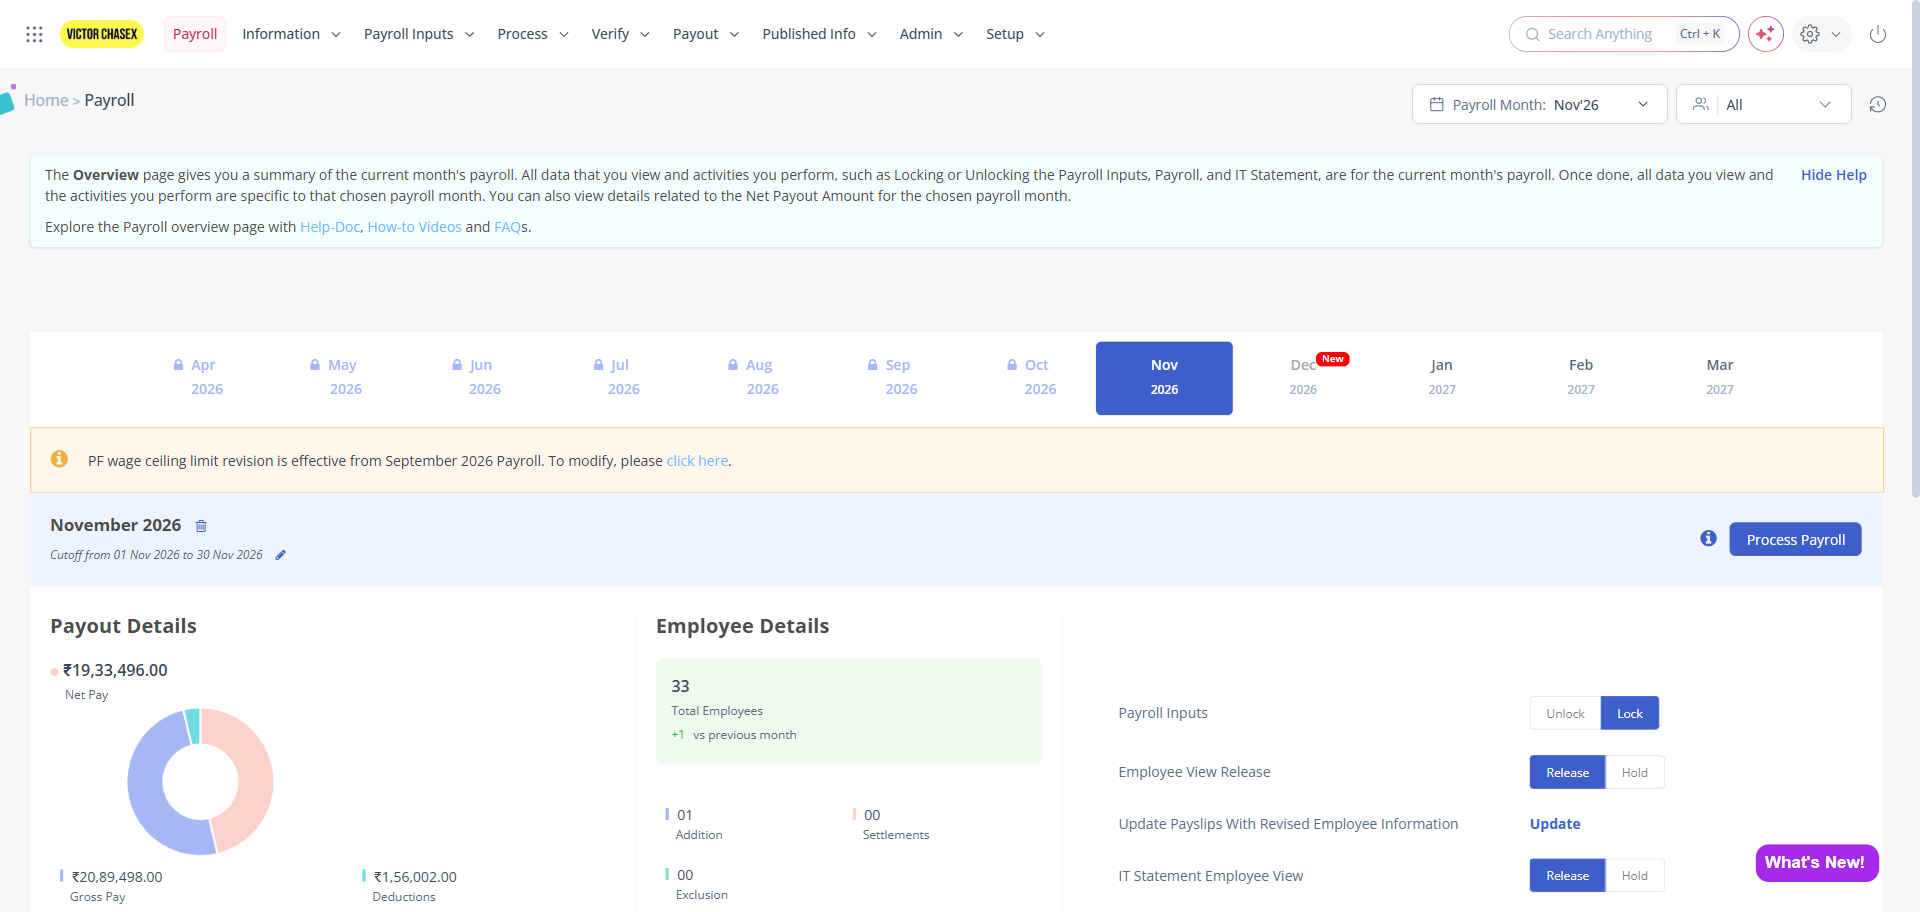 VICTOR CHASEX
Payroll
Information
Payroll Inputs
Process
Verify
Payout
Published Info
Admin
Setup
Search Anything
Ctrl + K
Home > Payroll
Payroll Month: Nov'26
All
The Overview page gives you a summary of the current month's payroll. All data that you view and activities you perform, such as Locking or Unlocking the Payroll Inputs, Payroll, and IT Statement, are for the current month's payroll. Once done, all data you view and
the activities you perform are specific to that chosen payroll month. You can also view details related to the Net Payout Amount for the chosen payroll month.
Hide Help
Explore the Payroll overview page with Help-Doc, How-to Videos and FAQs.
Apr
2026
May
2026
Jun
2026
Jul
2026
Aug
2026
Sep
2026
Oct
2026
Nov
2026
Dec
New
2026
Jan
2027
Feb
2027
Mar
2027
PF wage ceiling limit revision is effective from September 2026 Payroll. To modify, please click here.
November 2026
Cutoff from 01 Nov 2026 to 30 Nov 2026
Process Payroll
Payout Details
₹19,33,496.00
Net Pay
₹20,89,498.00
Gross Pay
₹1,56,002.00
Deductions
Employee Details
33
Total Employees
+1 vs previous month
01
Addition
00
Settlements
00
Exclusion
Payroll Inputs
Unlock
Lock
Employee View Release
Release
Hold
Update Payslips With Revised Employee Information
Update
IT Statement Employee View
Release
Hold
What's New!